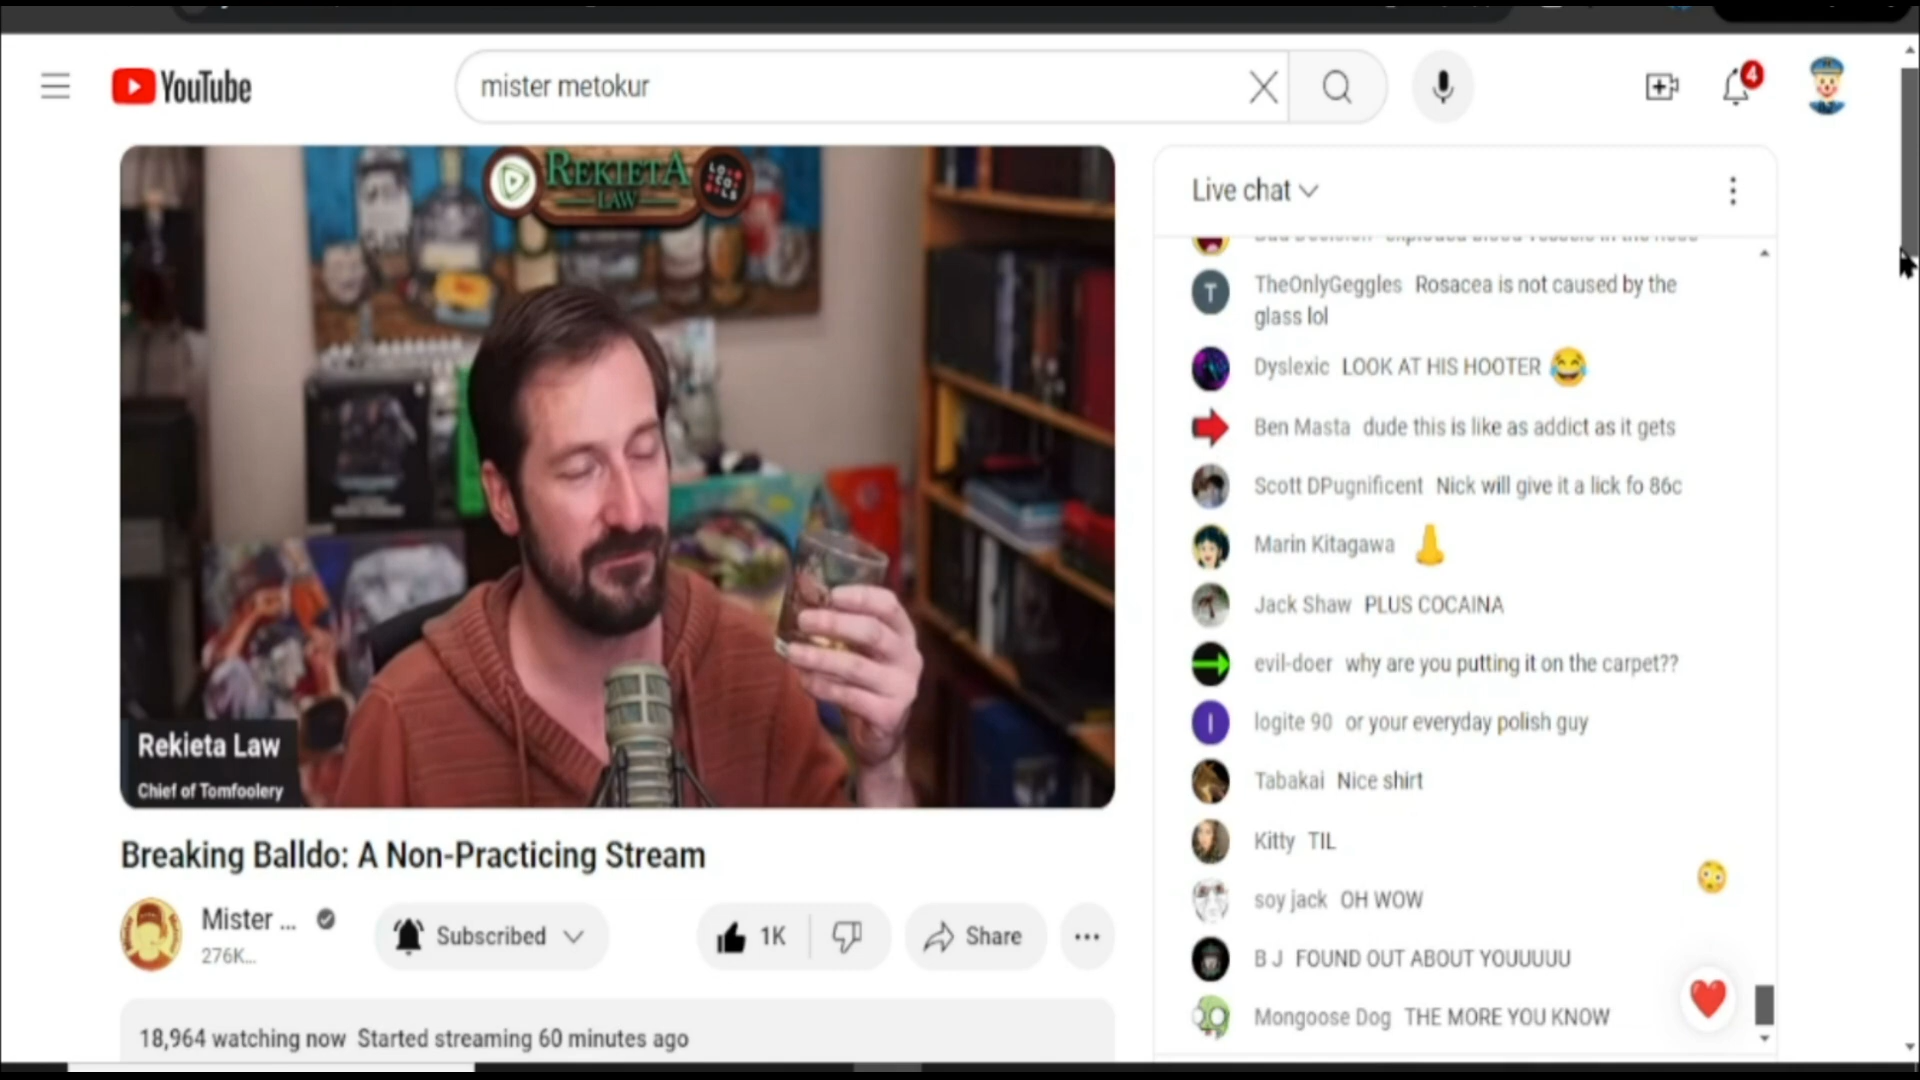 YouTube
mister metokur
4
REKIETA
LAW
LO
CO
LS
Live chat
TheOnlyGeggles Rosacea is not caused by the
glass lol
Dyslexic LOOK AT HIS HOOTER
Ben Masta dude this is like as addict as it gets
Scott DPugnificent Nick will give it a lick fo 86c
Marin Kitagawa
Jack Shaw PLUS COCAINA
evil-doer why are you putting it on the carpet??
I logite 90 or your everyday polish guy
Tabakai Nice shirt
Kitty TIL
soy jack OH WOW
B J FOUND OUT ABOUT YOUUUUU
Mongoose Dog THE MORE YOU KNOW
Rekieta Law
Chief of Tomfoolery
Breaking Balldo: A Non-Practicing Stream
Mister ...
276K...
Subscribed
1K
Share
18,964 watching now Started streaming 60 minutes ago